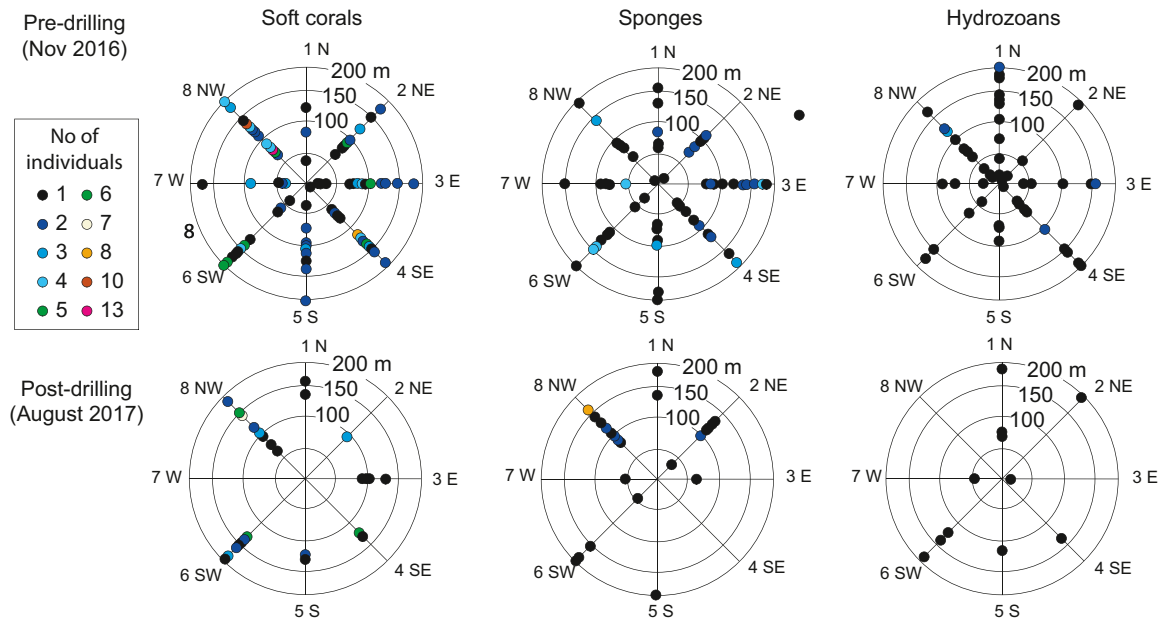 Pre-drilling
(Nov 2016)
Soft corals
Sponges
Hydrozoans
1 N
200 m
150
100
2 NE
3 E
4 SE
5 S
6 SW
7 W
8 NW
8
1 N
200 m
150
100
2 NE
3 E
4 SE
5 S
6 SW
7 W
8 NW
1 N
200 m
150
100
2 NE
3 E
4 SE
5 S
6 SW
7 W
8 NW
No of
individuals
1 6
2 7
3 8
4 10
5 13
Post-drilling
(August 2017)
1 N
200 m
150
100
2 NE
3 E
4 SE
5 S
6 SW
7 W
8 NW
1 N
200 m
150
100
2 NE
3 E
4 SE
5 S
6 SW
7 W
8 NW
1 N
200 m
150
100
2 NE
3 E
4 SE
5 S
6 SW
7 W
8 NW